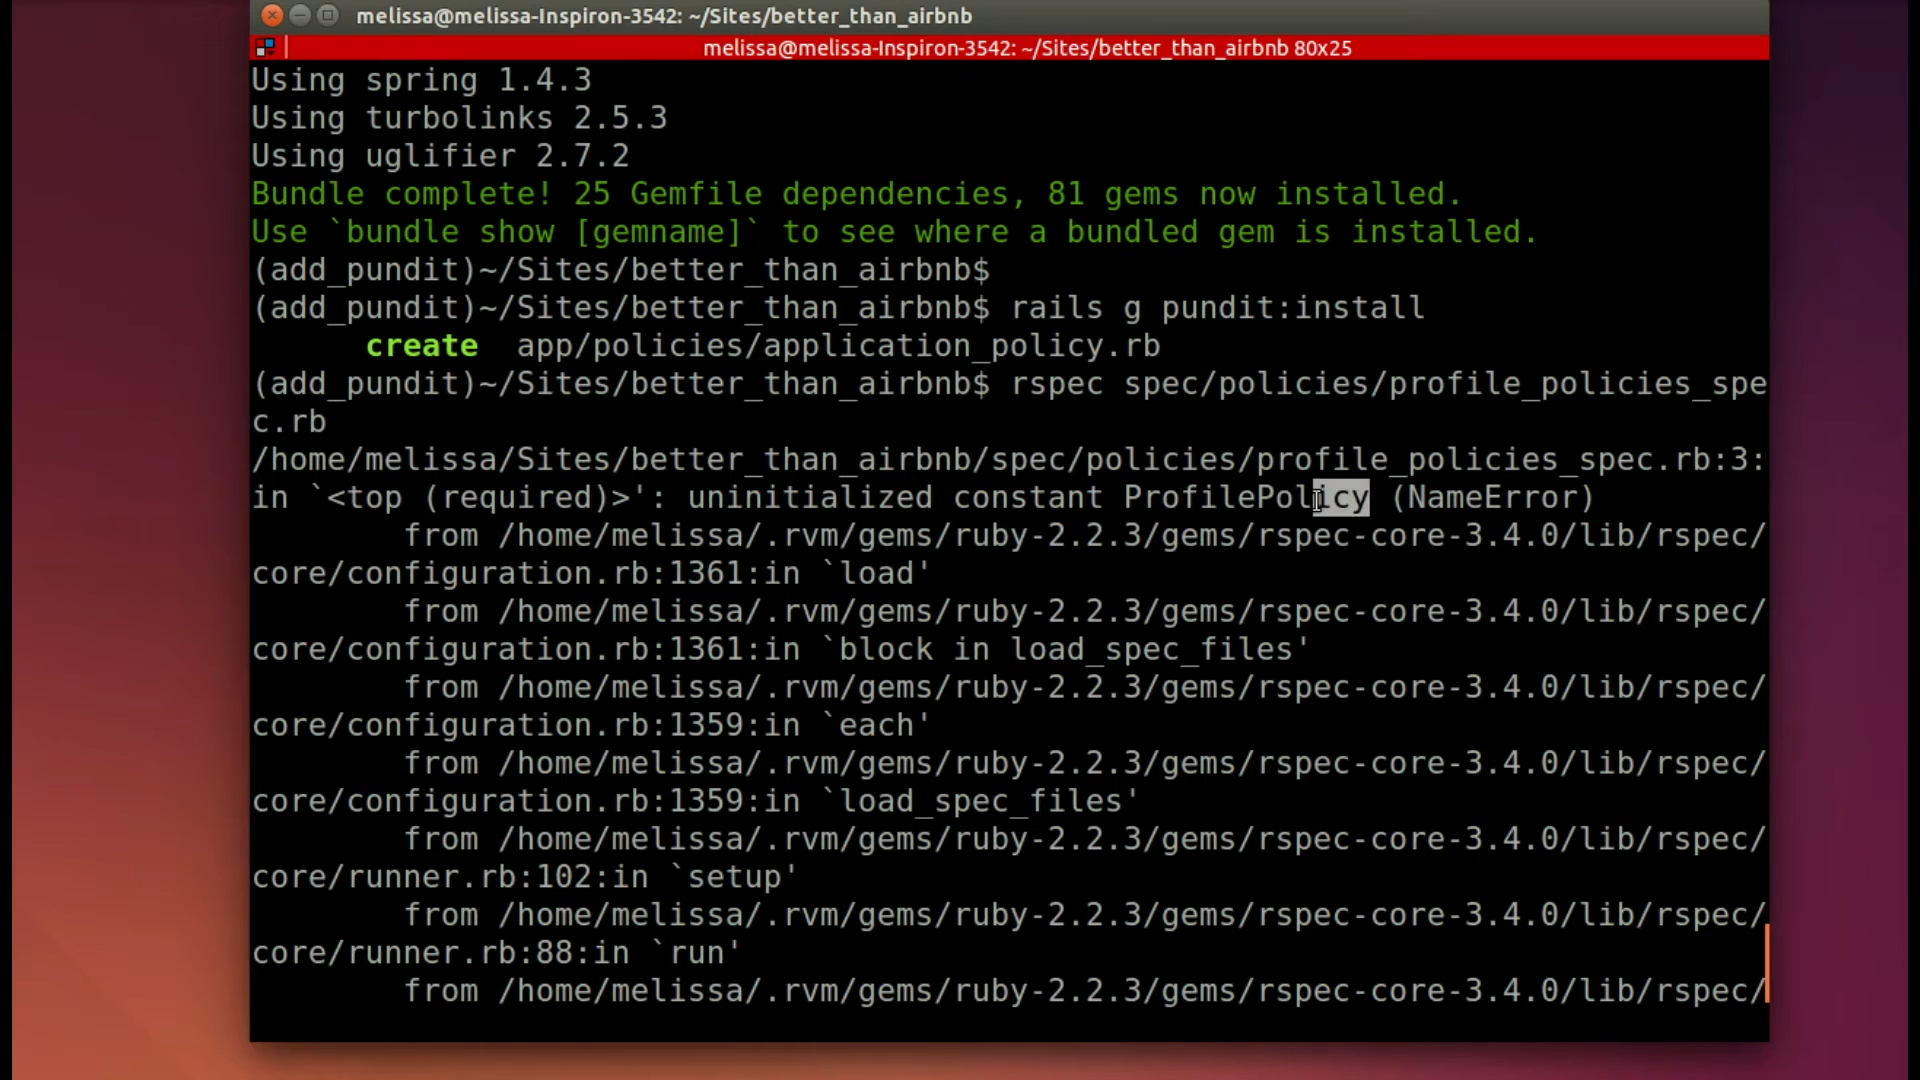 melissa@melissa-Inspiron-3542: ~/Sites/better_than_airbnb
melissa@melissa-Inspiron-3542: ~/Sites/better_than_airbnb 80x25
Using spring 1.4.3
Using turbolinks 2.5.3
Using uglifier 2.7.2
Bundle complete! 25 Gemfile dependencies, 81 gems now installed.
Use `bundle show [gemname]` to see where a bundled gem is installed.
(add_pundit)~/Sites/better_than_airbnb$
(add_pundit)~/Sites/better_than_airbnb$ rails g pundit:install
      create  app/policies/application_policy.rb
(add_pundit)~/Sites/better_than_airbnb$ rspec spec/policies/profile_policies_spe
c.rb
/home/melissa/Sites/better_than_airbnb/spec/policies/profile_policies_spec.rb:3:
in `<top (required)>': uninitialized constant ProfilePolicy (NameError)
        from /home/melissa/.rvm/gems/ruby-2.2.3/gems/rspec-core-3.4.0/lib/rspec/
core/configuration.rb:1361:in `load'
        from /home/melissa/.rvm/gems/ruby-2.2.3/gems/rspec-core-3.4.0/lib/rspec/
core/configuration.rb:1361:in `block in load_spec_files'
        from /home/melissa/.rvm/gems/ruby-2.2.3/gems/rspec-core-3.4.0/lib/rspec/
core/configuration.rb:1359:in `each'
        from /home/melissa/.rvm/gems/ruby-2.2.3/gems/rspec-core-3.4.0/lib/rspec/
core/configuration.rb:1359:in `load_spec_files'
        from /home/melissa/.rvm/gems/ruby-2.2.3/gems/rspec-core-3.4.0/lib/rspec/
core/runner.rb:102:in `setup'
        from /home/melissa/.rvm/gems/ruby-2.2.3/gems/rspec-core-3.4.0/lib/rspec/
core/runner.rb:88:in `run'
        from /home/melissa/.rvm/gems/ruby-2.2.3/gems/rspec-core-3.4.0/lib/rspec/